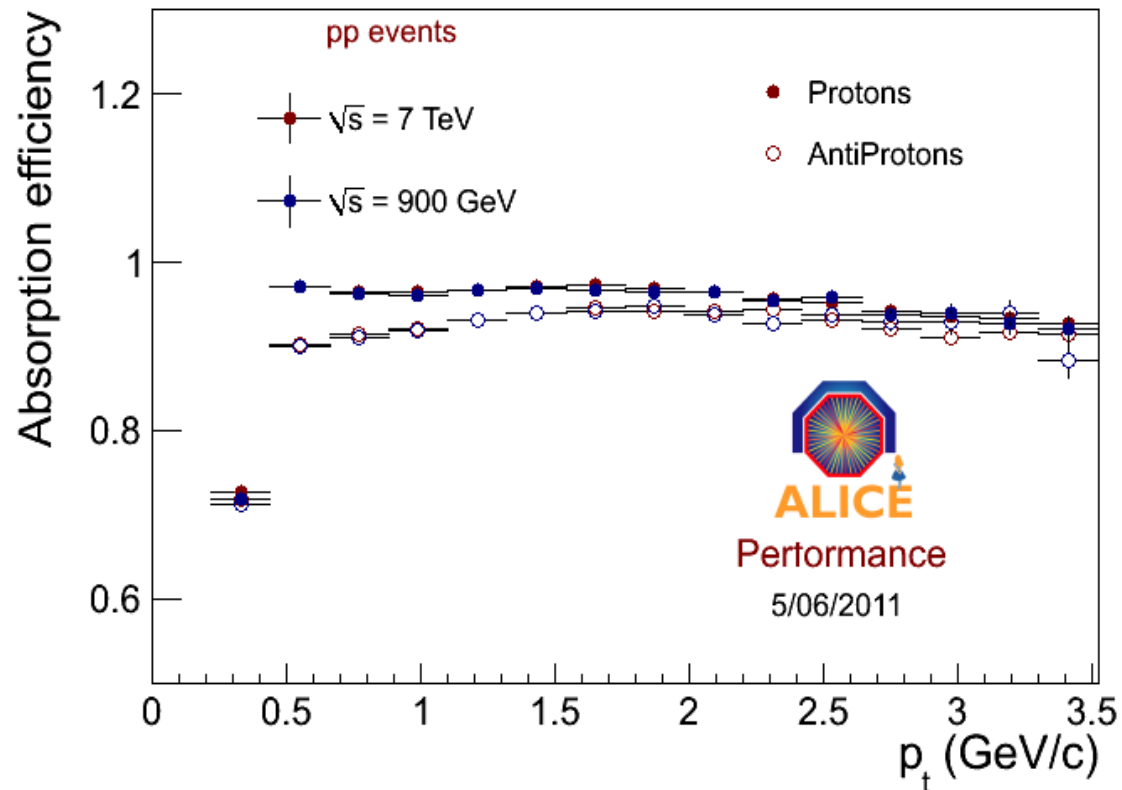 Absorption efficiency
pp events
√s = 7 TeV
√s = 900 GeV
Protons
AntiProtons
1.2
1
0.8
0.6
ALICE
Pertormance
5/06/2011
0 0.5 1 1.5 2 2.5 3 3.5
p_t (GeV/c)